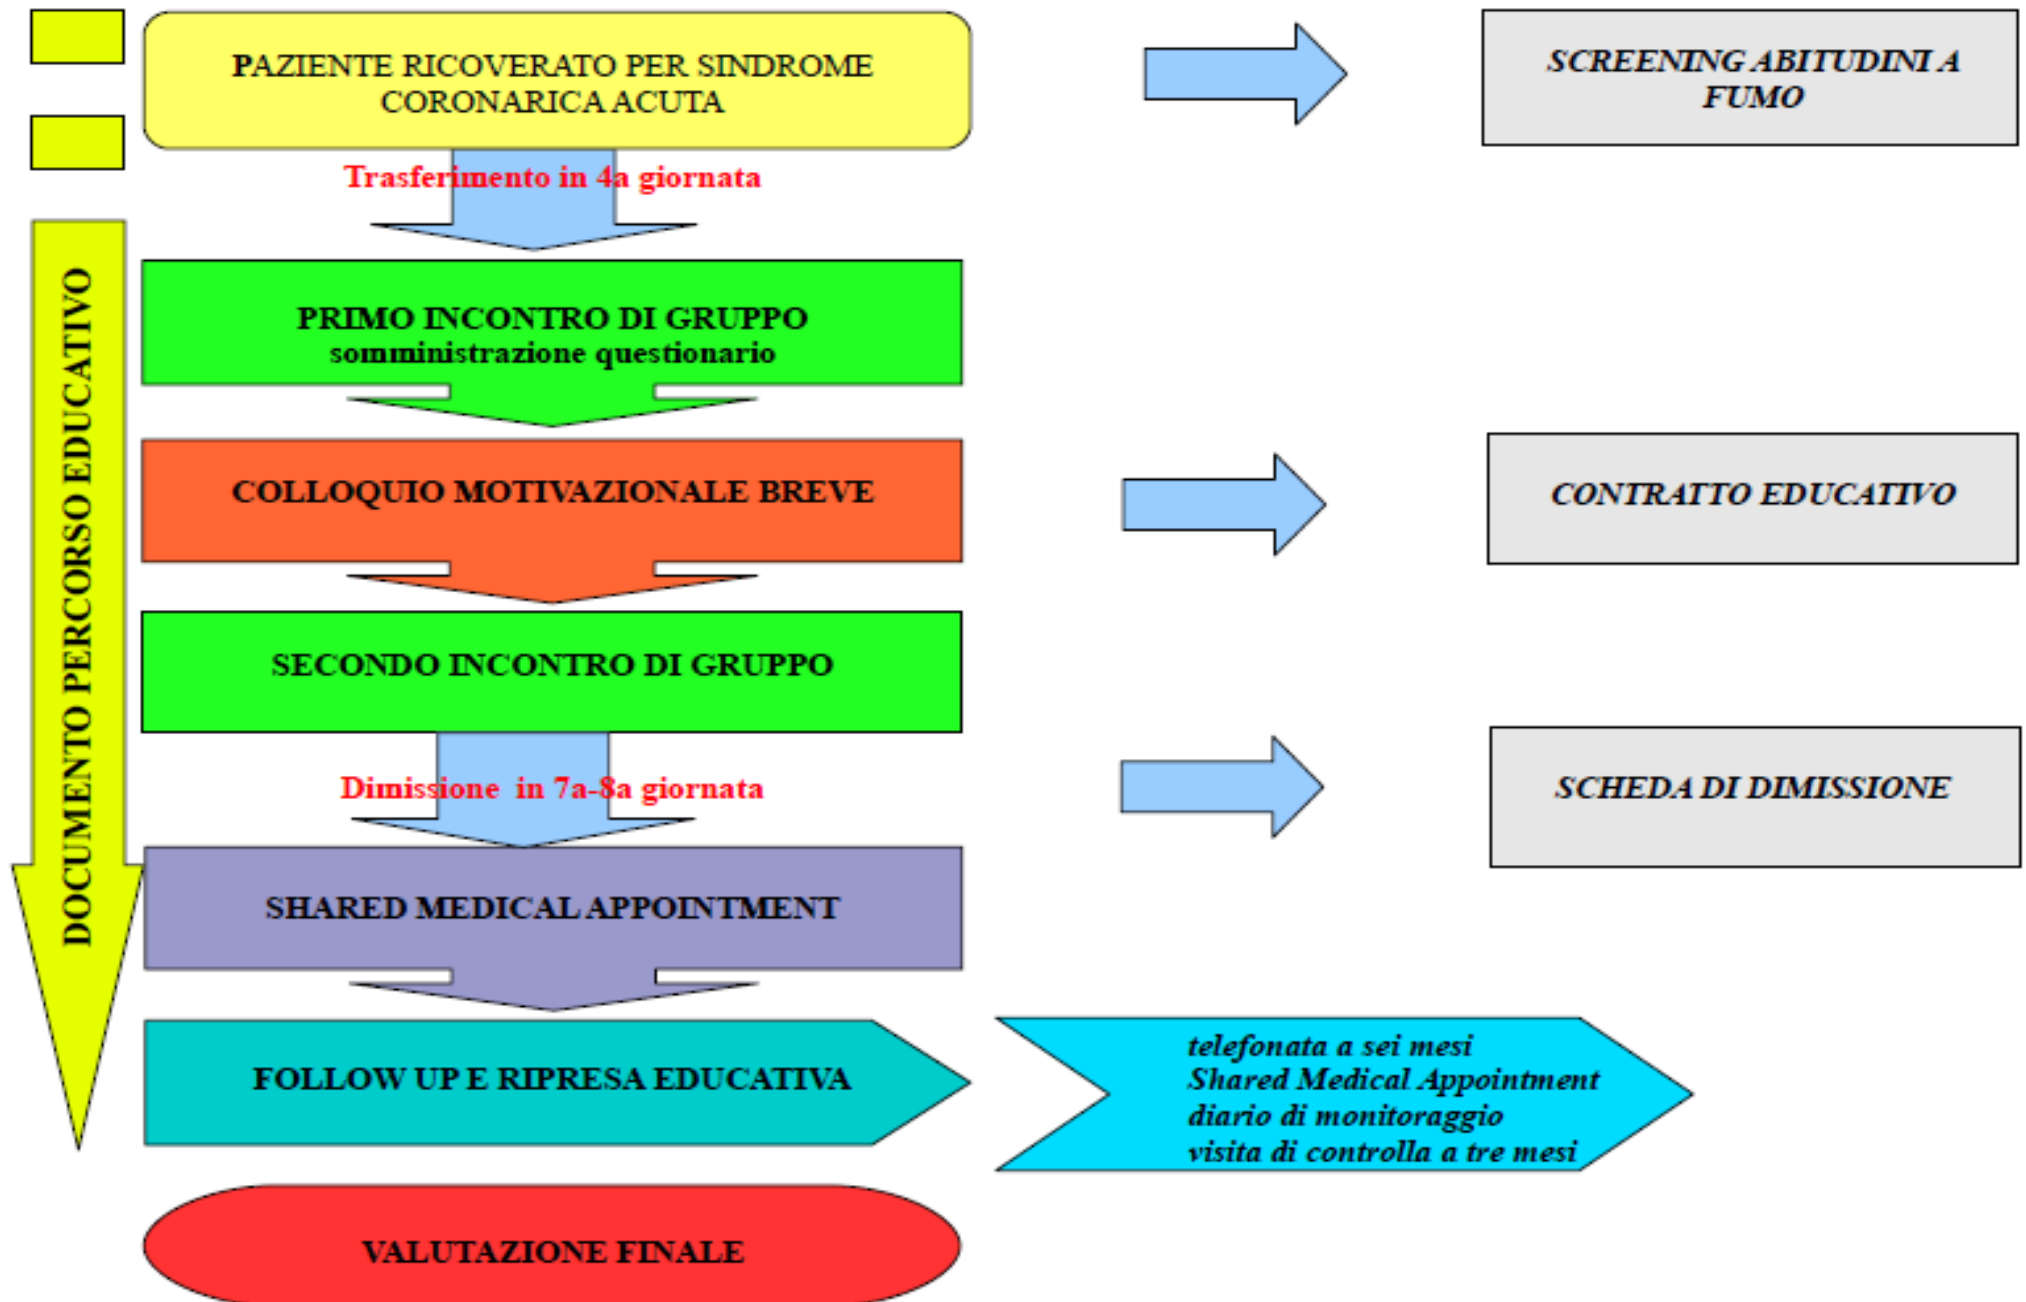 PAZIENTE RICOVERATO PER SINDROME
CORONARICA ACUTA
SCREENING ABITUDINI A
FUMO
Trasferimento in 4a giornata
DOCUMENTO PERCORSO EDUCATIVO
PRIMO INCONTRO DI GRUPPO
somministrazione questionario
COLLOQUIO MOTIVAZIONALE BREVE
CONTRATTO EDUCATIVO
SECONDO INCONTRO DI GRUPPO
Dimissione in 7a-8a giornata
SCHEDA DI DIMISSIONE
SHARED MEDICAL APPOINTMENT
FOLLOW UP E RIPRESA EDUCATIVA
telefonata a sei mesi
Shared Medical Appointment
diario di monitoraggio
visita di controlla a tre mesi
VALUTAZIONE FINALE